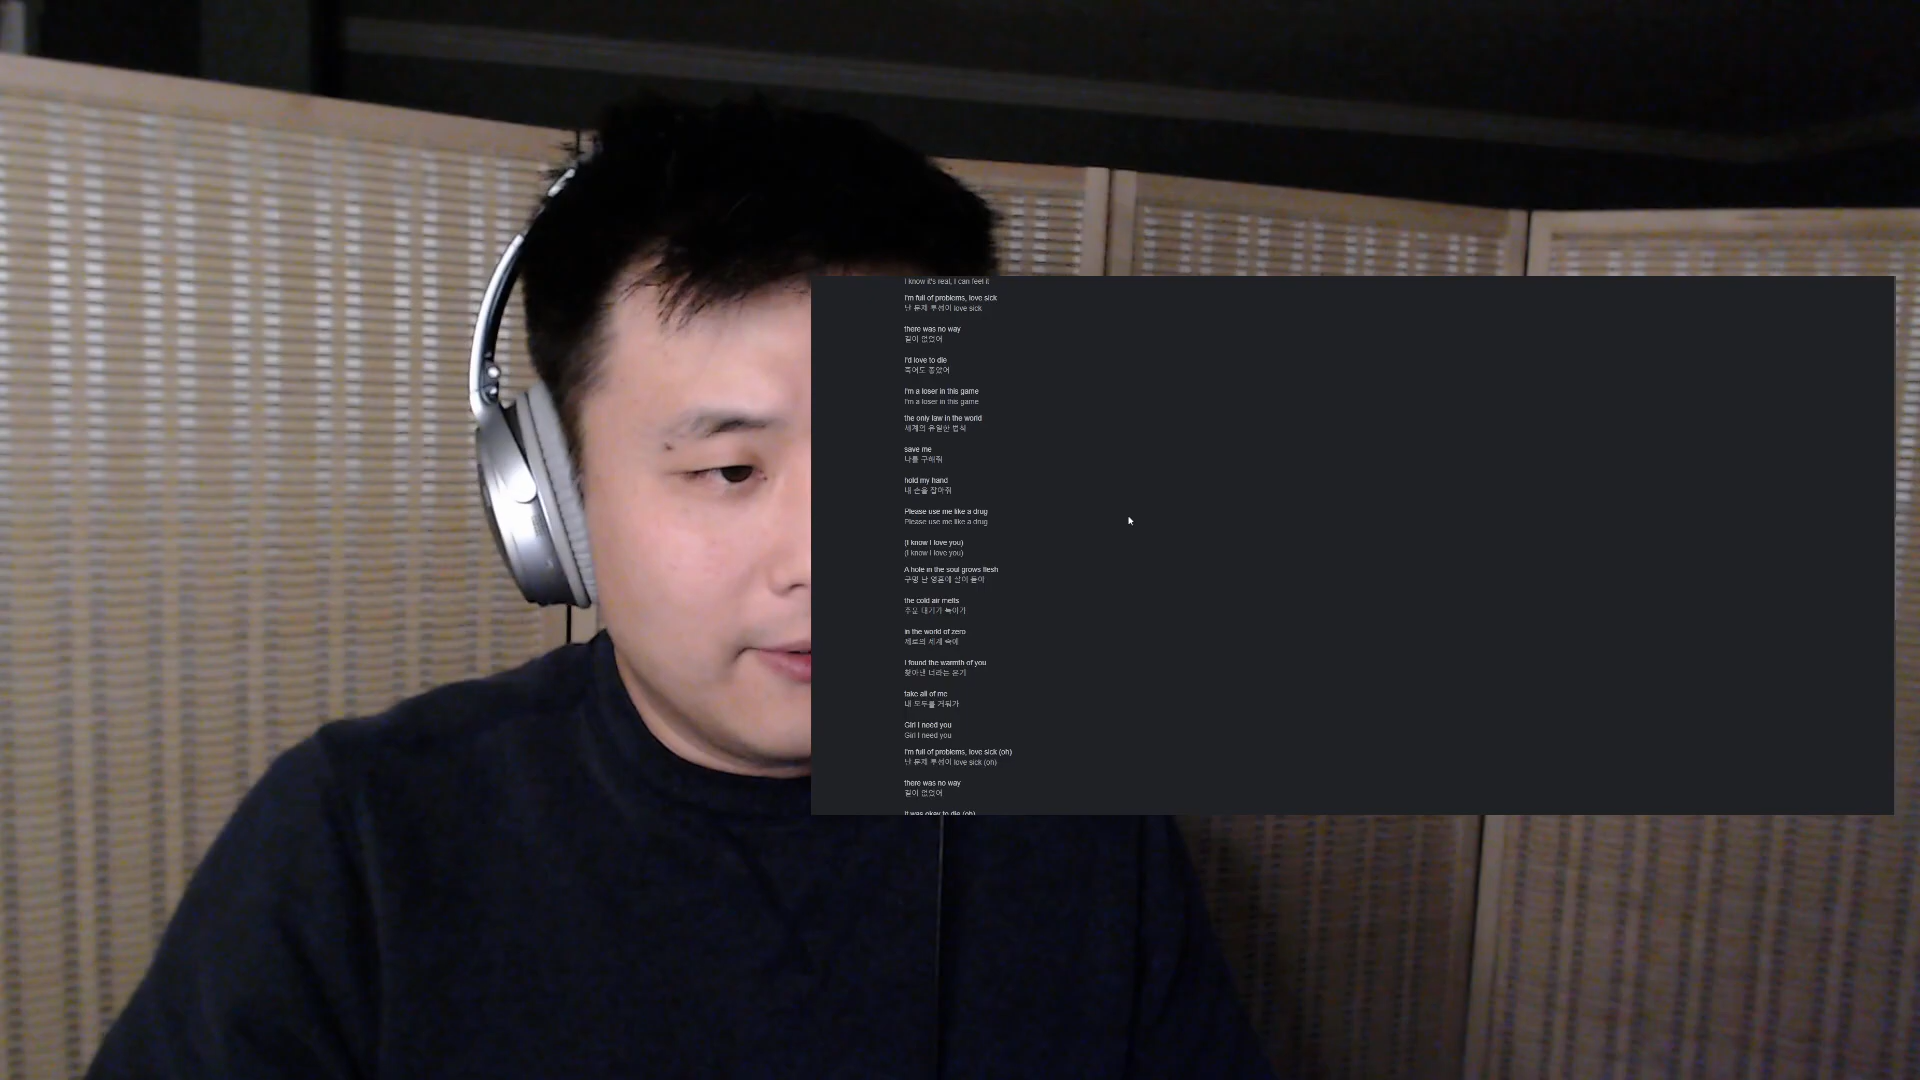 I know it's real, I can feel it
I'm full of problems, love sick
난 문제 투성이 love sick
there was no way
길이 없었어
I'd love to die
죽어도 좋았어
I'm a loser in this game
I'm a loser in this game
the only law in the world
세계의 유일한 법칙
save me
나를 구해줘
hold my hand
내 손을 잡아줘
Please use me like a drug
Please use me like a drug
(I know I love you)
(I know I love you)
A hole in the soul grows flesh
구멍 난 영혼에 살이 돋아
the cold air melts
추운 대기가 녹아가
in the world of zero
제로의 세계 속에
I found the warmth of you
찾아낸 너라는 온기
take all of me
내 모두를 거둬가
Girl I need you
Girl I need you
I'm full of problems, love sick (oh)
난 문제 투성이 love sick (oh)
there was no way
길이 없었어
It was okay to die (oh)